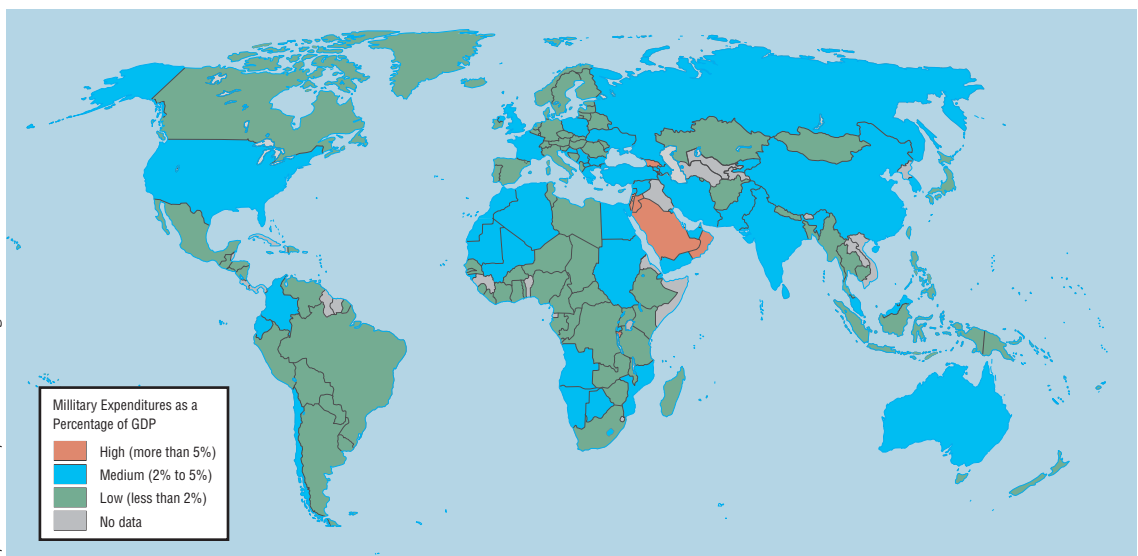 Millitary Expenditures as a
Percentage of GDP
High (more than 5%)
Medium (2% to 5%)
Low (less than 2%)
No data